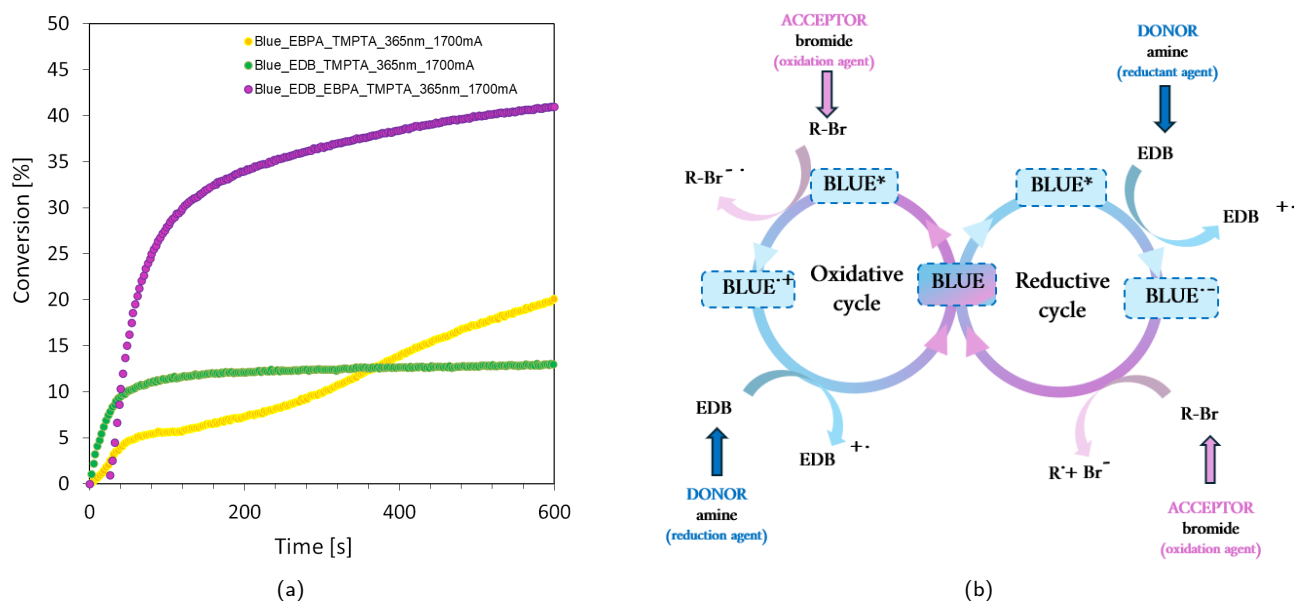 50
45
40
35
30
25
20
15
10
5
0
Conversion [%]
Blue_EBPA_TMPTA_365nm_1700mA
Blue_EDB_TMPTA_365nm_1700mA
Blue_EDB_EBPA_TMPTA_365nm_1700mA
0
200
400
600
Time [s]
(a)
ACCEPTOR
bromide
(oxidation agent)
R-Br
DONOR
amine
(reductant agent)
EDB
R-Br⁻ ·
BLUE*
BLUE*
EDB +·
BLUE·+
Oxidative
cycle
BLUE
Reductive
cycle
BLUE·-
EDB
EDB +·
DONOR
amine
(reduction agent)
R·+ Br⁻
R-Br
ACCEPTOR
bromide
(oxidation agent)
(b)